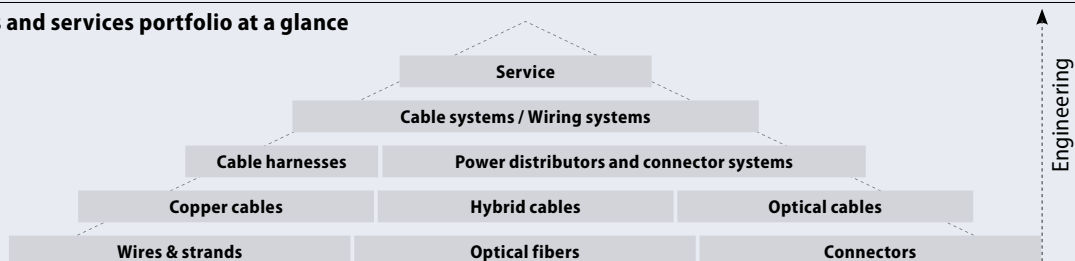 and services portfolio at a glance
Service
Cable systems / Wiring systems
Cable harnesses Power distributors and connector systems
Copper cables Hybrid cables Optical cables
Wires & strands Optical fibers Connectors
Engineering